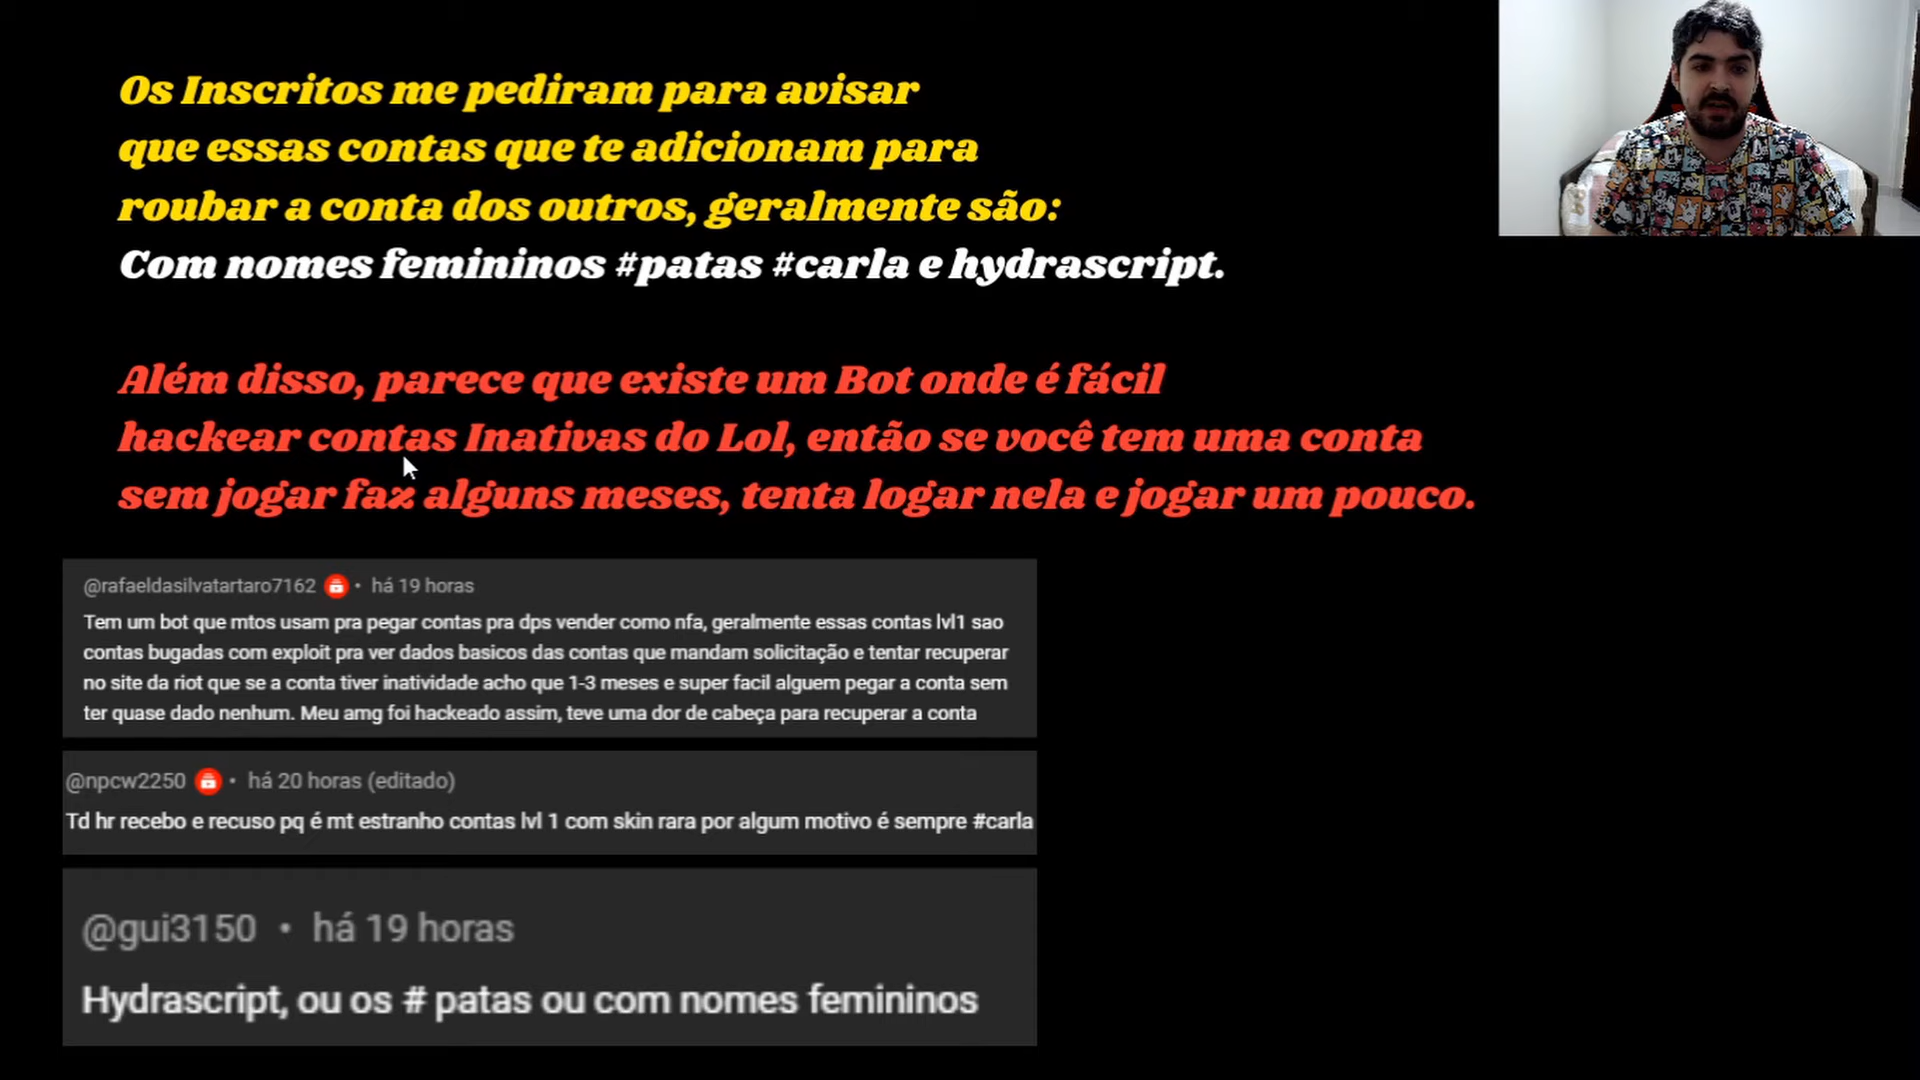 Os Inscritos me pediram para avisar
que essas contas que te adicionam para
roubar a conta dos outros, geralmente são:
Com nomes femininos #patas #carla e hydrascript.
Além disso, parece que existe um Bot onde é fácil
hackear contas Inativas do Lol, então se você tem uma conta
sem jogar faz alguns meses, tenta logar nela e jogar um pouco.
@rafaeldasilvatartaro7162 • há 19 horas
Tem um bot que mtos usam pra pegar contas pra dps vender como nfa, geralmente essas contas lvl1 sao
contas bugadas com exploit pra ver dados basicos das contas que mandam solicitação e tentar recuperar
no site da riot que se a conta tiver inatividade acho que 1-3 meses e super facil alguem pegar a conta sem
ter quase dado nenhum. Meu amg foi hackeado assim, teve uma dor de cabeça para recuperar a conta
@npcw2250 • há 20 horas (editado)
Td hr recebo e recuso pq é mt estranho contas lvl 1 com skin rara por algum motivo é sempre #carla
@gui3150 • há 19 horas
Hydrascript, ou os # patas ou com nomes femininos